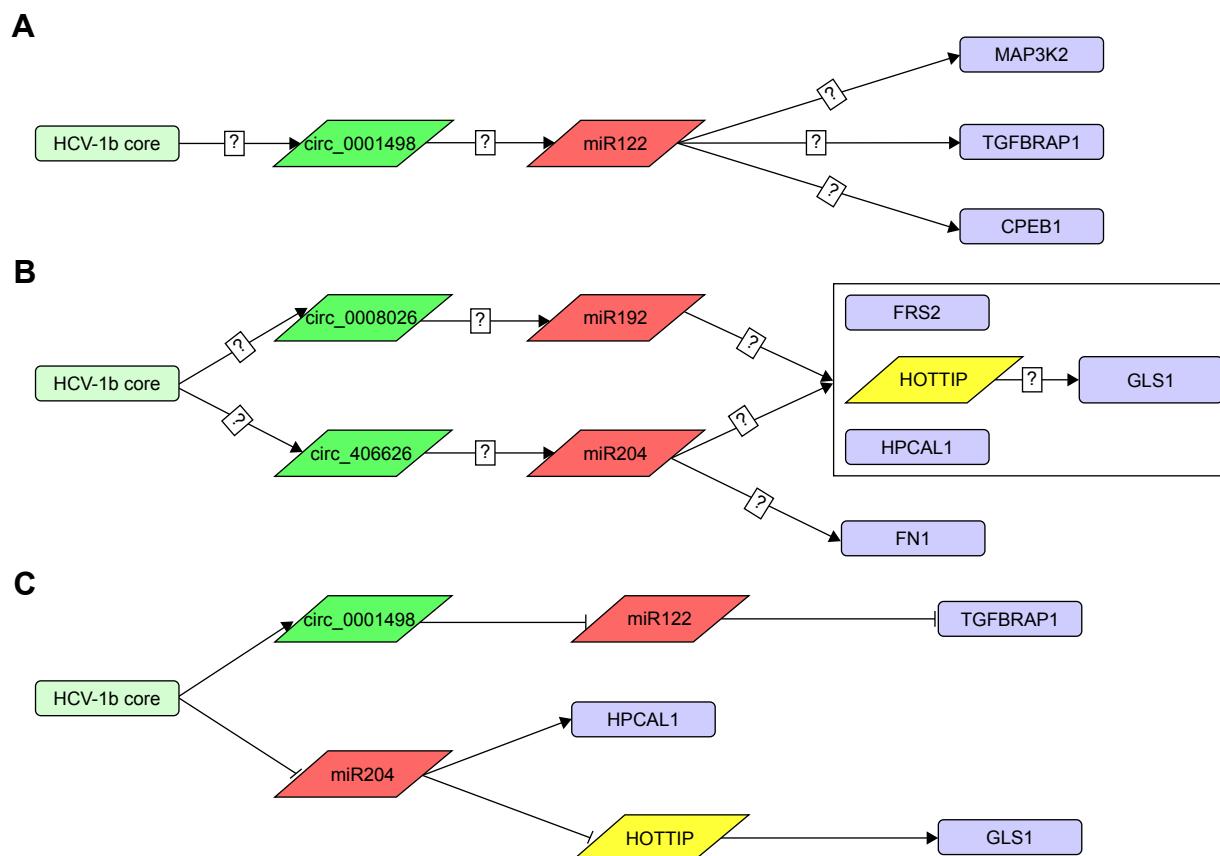 A
MAP3K2
?
HCV-1b core
?
circ_0001498
?
miR122
?
TGFBRAP1
?
CPEB1
B
circ_0008026
?
miR192
?
FRS2
HCV-1b core
?
?
HOTTIP
?
GLS1
circ_406626
?
miR204
?
HPCAL1
?
FN1
C
circ_0001498
miR122
TGFBRAP1
HCV-1b core
HPCAL1
miR204
HOTTIP
GLS1